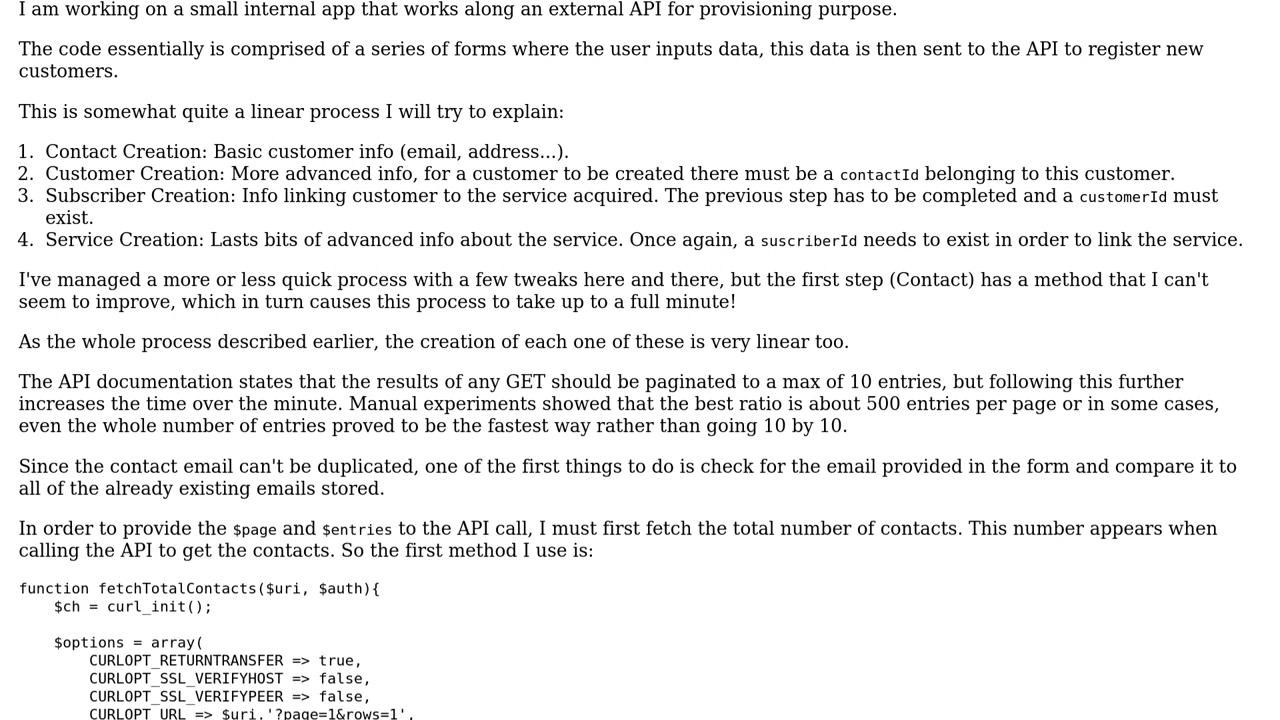 I am working on a small internal app that works along an external API for provisioning purpose.
The code essentially is comprised of a series of forms where the user inputs data, this data is then sent to the API to register new
customers.
This is somewhat quite a linear process I will try to explain:
1. Contact Creation: Basic customer info (email, address...).
2. Customer Creation: More advanced info, for a customer to be created there must be a contactId belonging to this customer.
3. Subscriber Creation: Info linking customer to the service acquired. The previous step has to be completed and a customerId must
exist.
4. Service Creation: Lasts bits of advanced info about the service. Once again, a suscriberId needs to exist in order to link the service.
I've managed a more or less quick process with a few tweaks here and there, but the first step (Contact) has a method that I can't
seem to improve, which in turn causes this process to take up to a full minute!
As the whole process described earlier, the creation of each one of these is very linear too.
The API documentation states that the results of any GET should be paginated to a max of 10 entries, but following this further
increases the time over the minute. Manual experiments showed that the best ratio is about 500 entries per page or in some cases,
even the whole number of entries proved to be the fastest way rather than going 10 by 10.
Since the contact email can't be duplicated, one of the first things to do is check for the email provided in the form and compare it to
all of the already existing emails stored.
In order to provide the $page and $entries to the API call, I must first fetch the total number of contacts. This number appears when
calling the API to get the contacts. So the first method I use is:
function fetchTotalContacts($uri, $auth){
    $ch = curl_init();
    $options = array(
        CURLOPT_RETURNTRANSFER => true,
        CURLOPT_SSL_VERIFYHOST => false,
        CURLOPT_SSL_VERIFYPEER => false,
        CURLOPT_URL => $uri.'?page=1&rows=1',